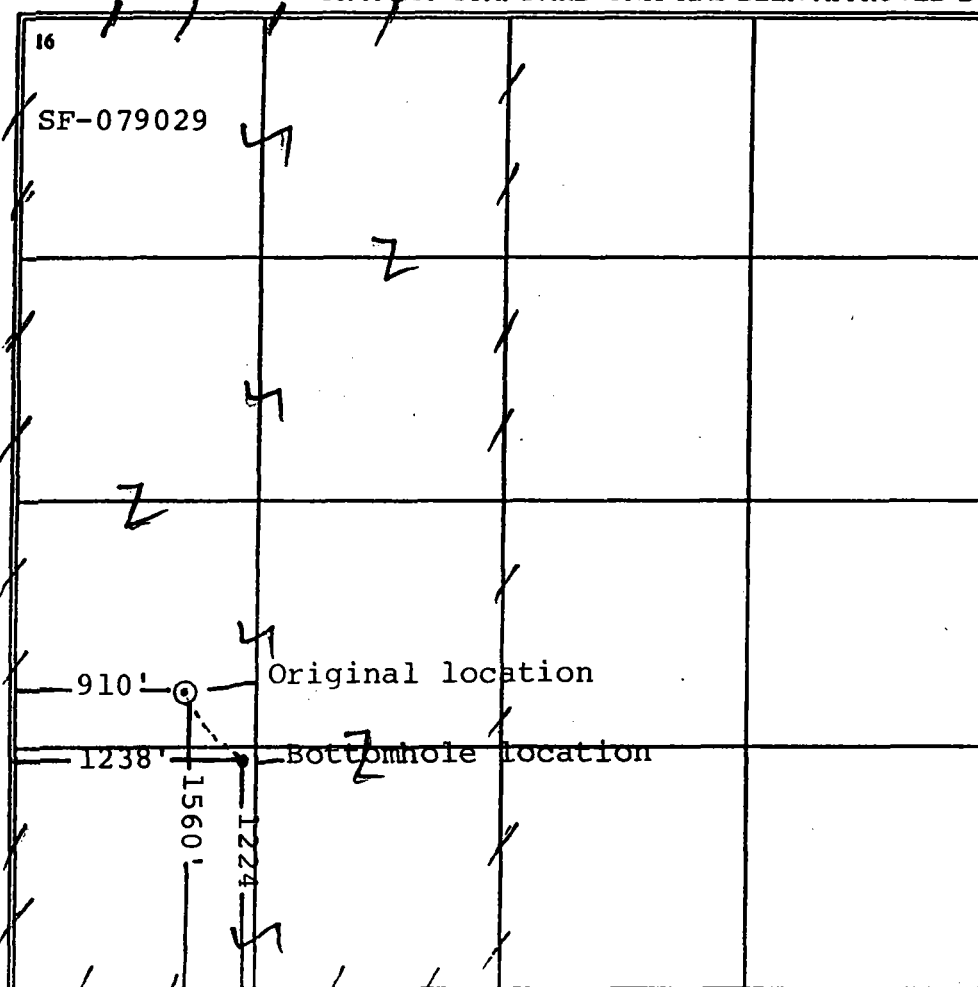 16
SF-079029
910'
Original location
1238'
Bottomhole location
1560'
1224